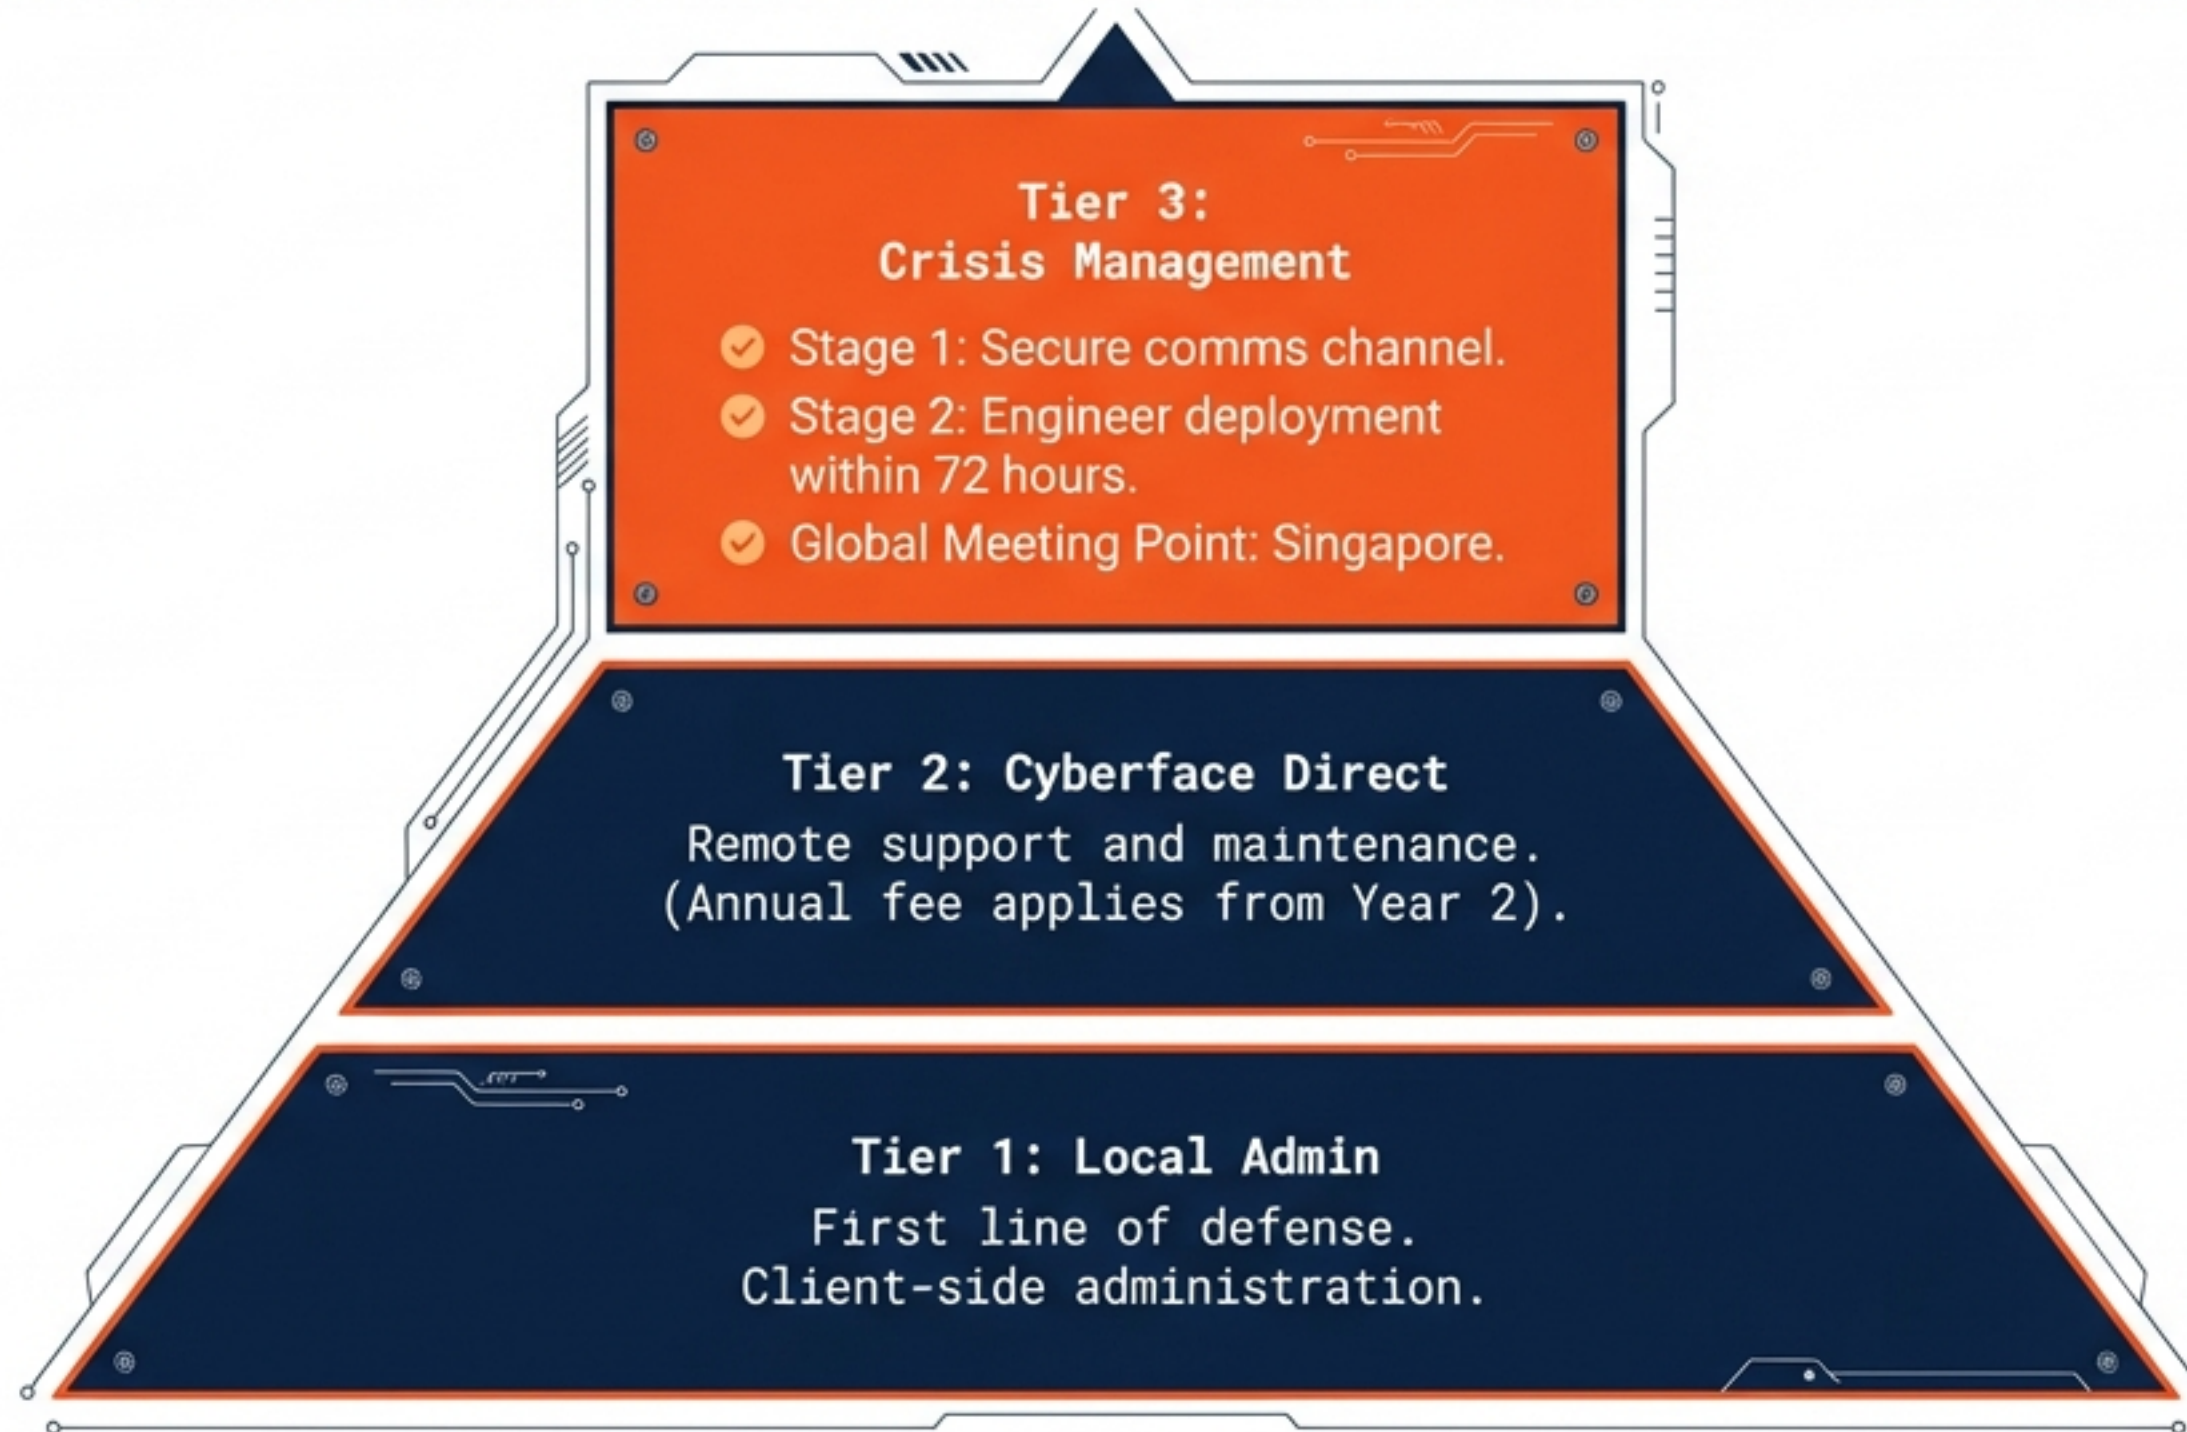 Tier 3:
Crisis Management
Stage 1: Secure comms channel.
Stage 2: Engineer deployment
within 72 hours.
Global Meeting Point: Singapore.
Tier 2: Cyberface Direct
Remote support and maintenance.
(Annual fee applies from Year 2).
Tier 1: Local Admin
First line of defense.
Client-side administration.